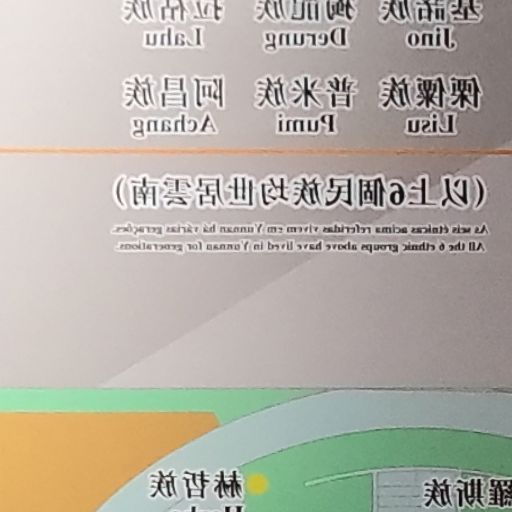 基諾族 獨龍族 拉祜族
Jino Derung Lahu
傈僳族 普米族 阿昌族
Lisu Pumi Achang
（以上6個民族均世居雲南）
As seis étnicas acima referidas vivem em Yunnan há várias gerações.
All the 6 ethnic groups above have lived in Yunnan for generations.
羅斯族 赫哲族